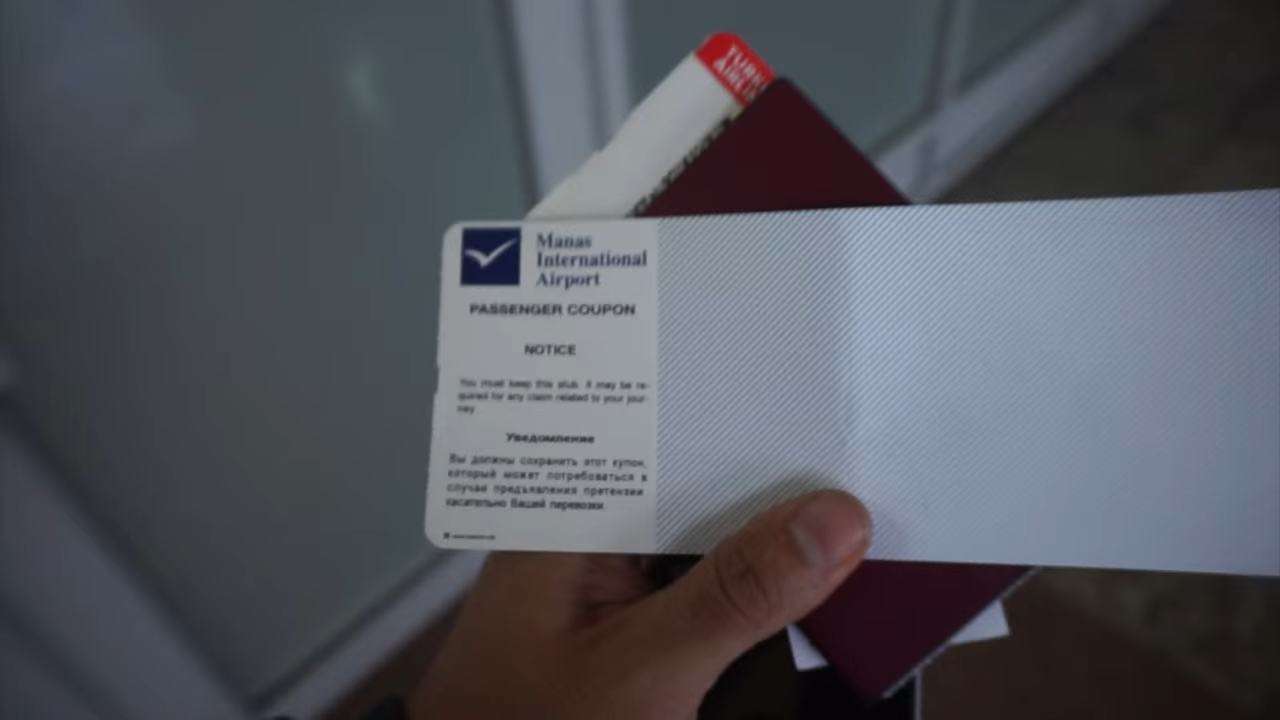 TURK
AIRLIN
Manas
International
Airport
PASSENGER COUPON
NOTICE
You must keep this stub. It may be re-
quired for any claim related to your jour-
ney
Уведомление
Вы должны сохранить этот купон,
который может потребоваться в
случае предъявления претензии
касательно Вашей перевозки.